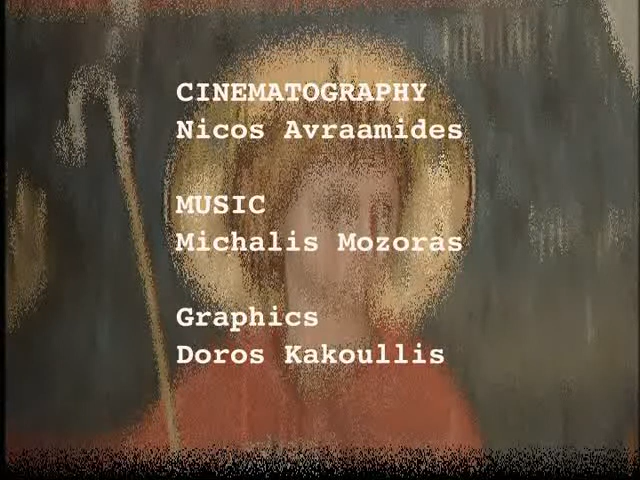 CINEMATOGRAPHY
Nicos Avraamides
MUSIC
Michalis Mozoras
Graphics
Doros Kakoullis